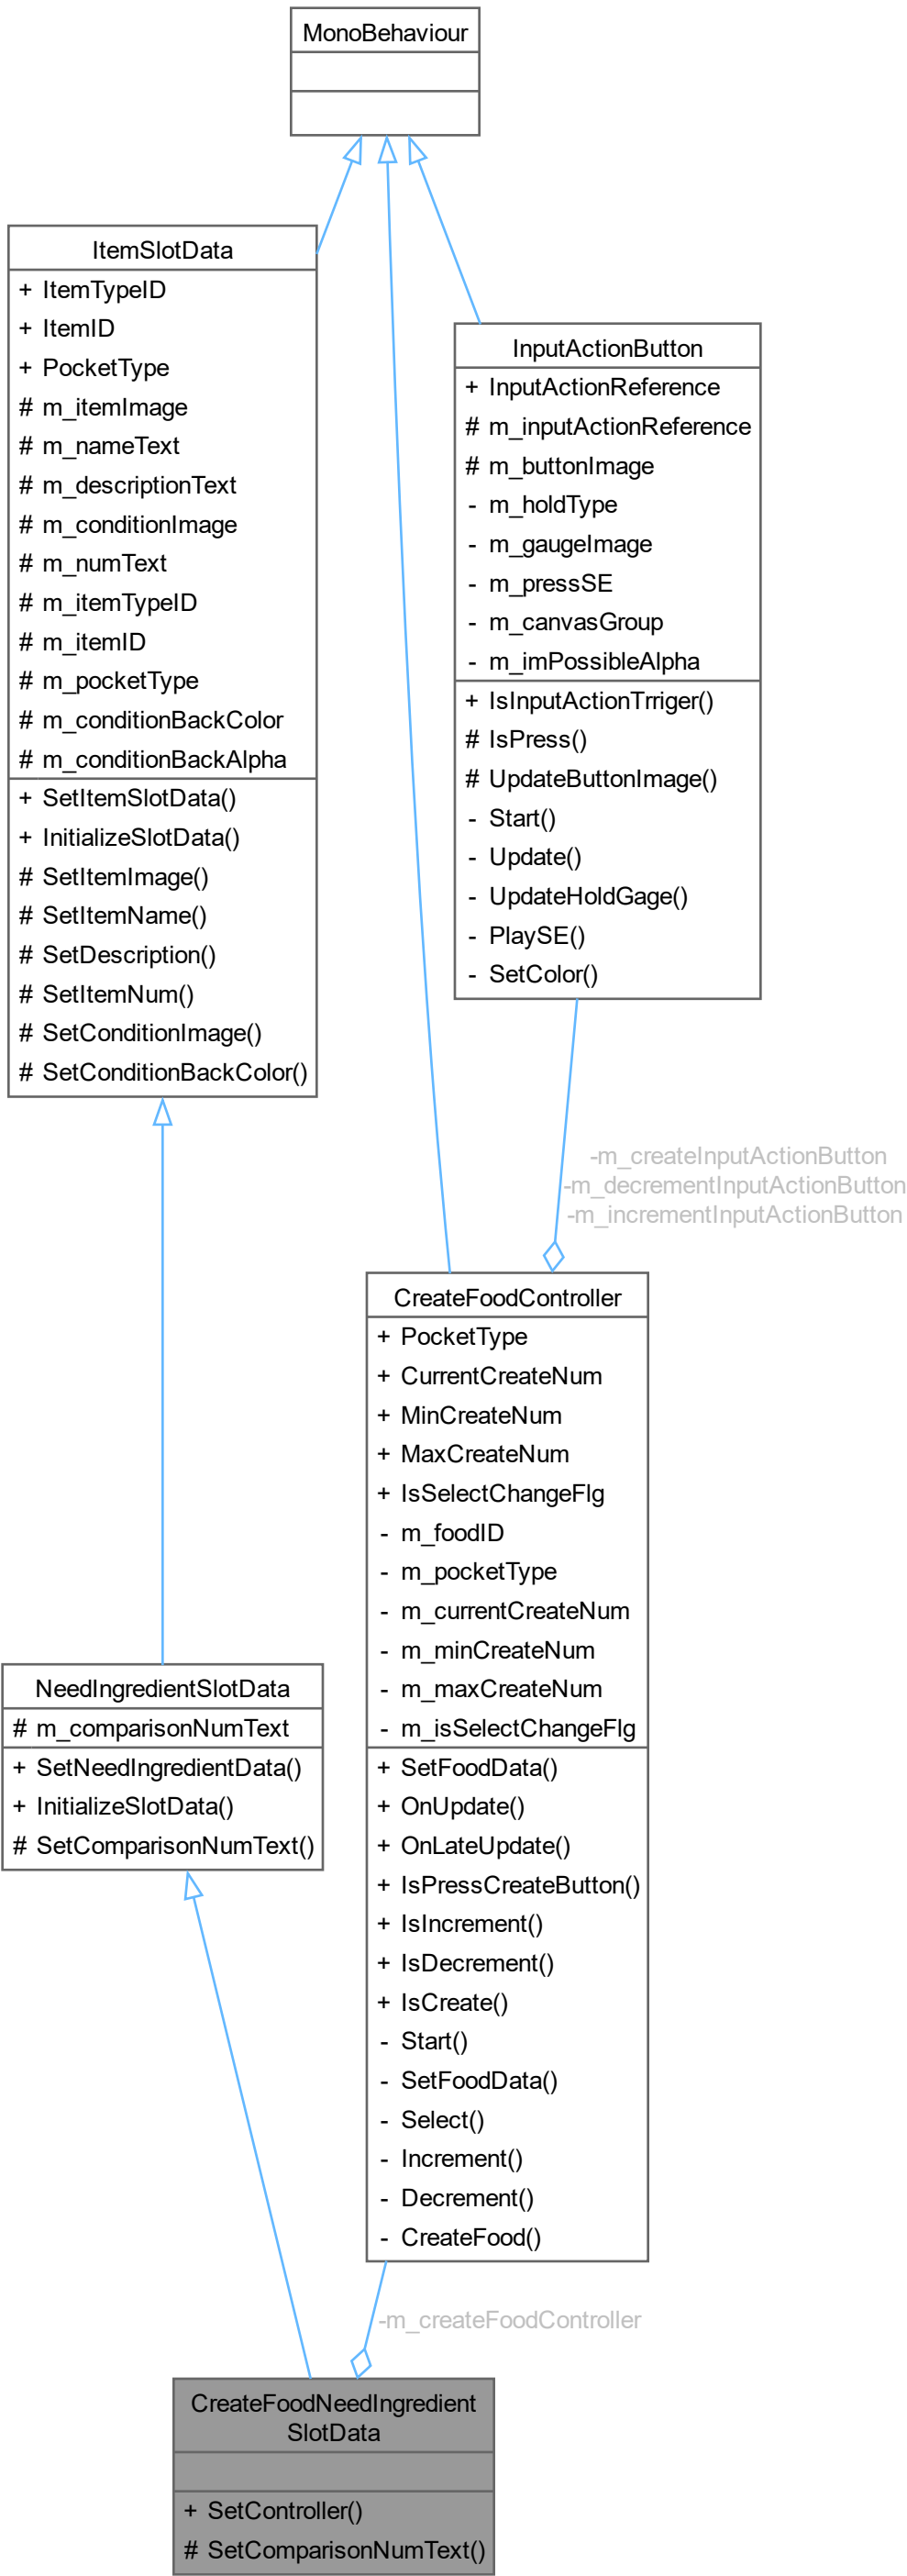 MonoBehaviour
ItemSlotData
+ ItemTypeID
+ ItemID
+ PocketType
# m_itemImage
# m_nameText
# m_descriptionText
# m_conditionImage
# m_numText
# m_itemTypeID
# m_itemID
# m_pocketType
# m_conditionBackColor
# m_conditionBackAlpha
+ SetItemSlotData()
+ InitializeSlotData()
# SetItemImage()
# SetItemName()
# SetDescription()
# SetItemNum()
# SetConditionImage()
# SetConditionBackColor()
InputActionButton
+ InputActionReference
# m_inputActionReference
# m_buttonImage
- m_holdType
- m_gaugeImage
- m_pressSE
- m_canvasGroup
- m_imPossibleAlpha
+ IsInputActionTrriger()
# IsPress()
# UpdateButtonImage()
- Start()
- Update()
- UpdateHoldGage()
- PlaySE()
- SetColor()
-m_createInputActionButton
-m_decrementInputActionButton
-m_incrementInputActionButton
CreateFoodController
+ PocketType
+ CurrentCreateNum
+ MinCreateNum
+ MaxCreateNum
+ IsSelectChangeFlg
- m_foodID
- m_pocketType
- m_currentCreateNum
- m_minCreateNum
- m_maxCreateNum
- m_isSelectChangeFlg
+ SetFoodData()
+ OnUpdate()
+ OnLateUpdate()
+ IsPressCreateButton()
+ IsIncrement()
+ IsDecrement()
+ IsCreate()
- Start()
- SetFoodData()
- Select()
- Increment()
- Decrement()
- CreateFood()
NeedIngredientSlotData
# m_comparisonNumText
+ SetNeedIngredientData()
+ InitializeSlotData()
# SetComparisonNumText()
-m_createFoodController
CreateFoodNeedIngredient
SlotData
+ SetController()
# SetComparisonNumText()